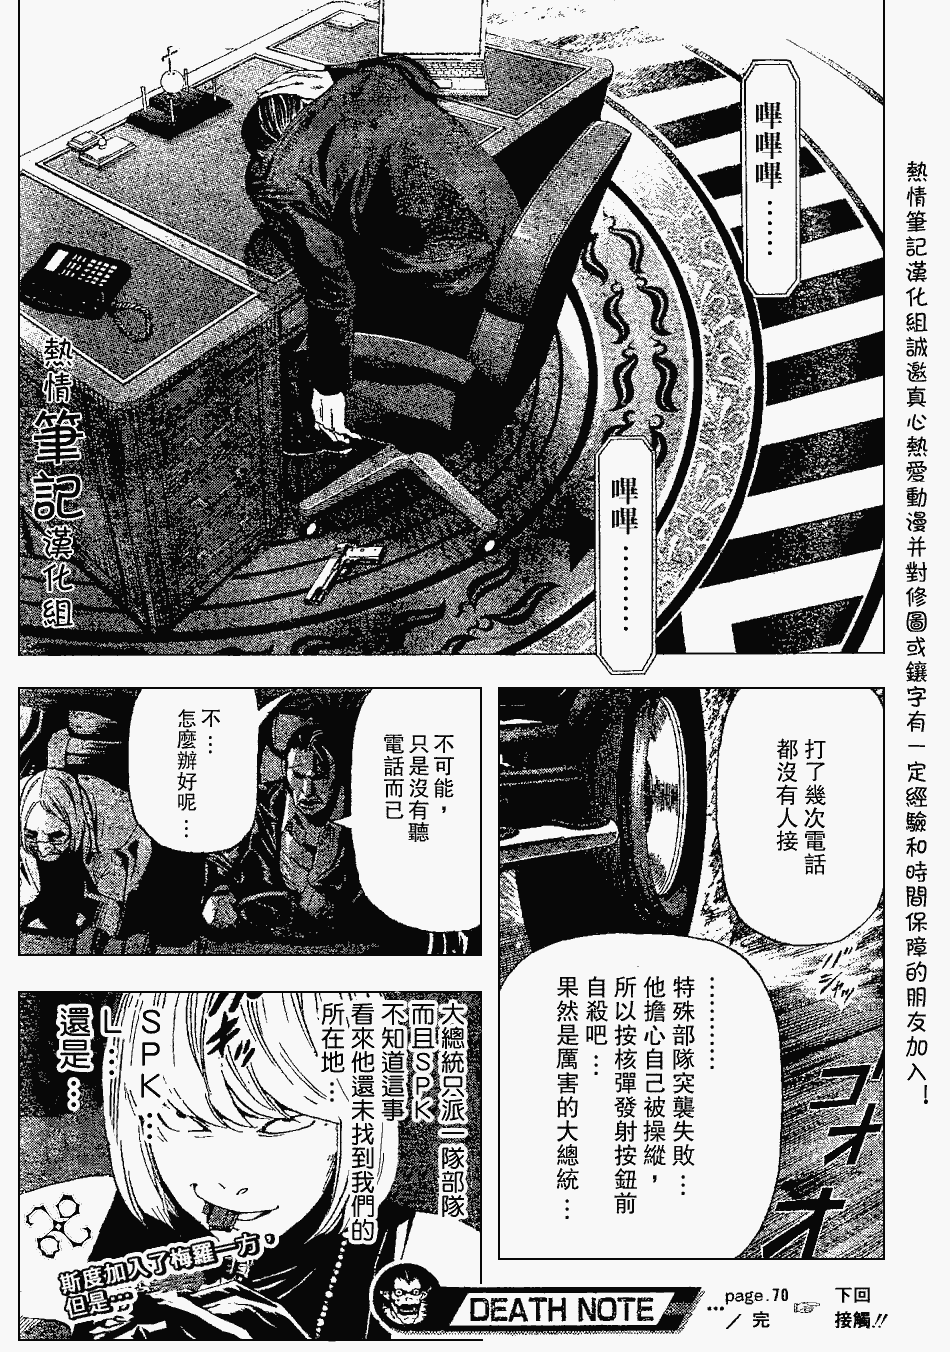 嗶嗶嗶……
嗶嗶………
熱情筆記漢化組
熱情筆記漢化組誠邀真心熱愛動漫并對修圖或鑲字有一定經驗和時間保障的朋友加入！
打了幾次電話
都沒有人接
…………
特殊部隊突襲失敗…
他擔心自己被操縱，
所以按核彈發射按鈕前
自殺吧…
果然是厲害的大總統…
ゴオオオ
不可能，
只是沒有聽
電話而已
不…
怎麼辦好呢…
大總統只派一隊部隊
而且SPK
不知道這事
看來他還未找到我們的
所在地…
SPK……
L……
還是…
斯度加入了梅羅一方。
但是…
DEATH NOTE
…
page.70
／完
☞
下回
接觸!!